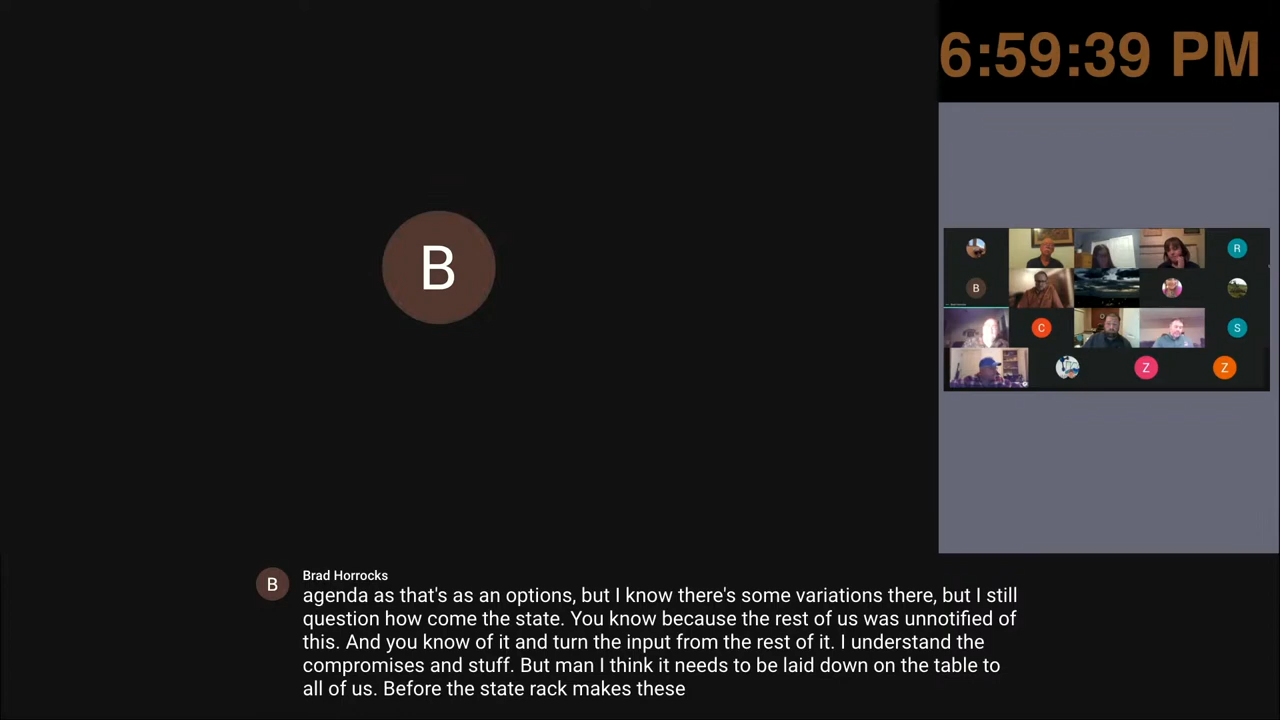 6:59:39 PM
B
R
B
C
S
Z
Z
B
Brad Horrocks
agenda as that's as an options, but I know there's some variations there, but I still
question how come the state. You know because the rest of us was unnotified of
this. And you know of it and turn the input from the rest of it. I understand the
compromises and stuff. But man I think it needs to be laid down on the table to
all of us. Before the state rack makes these